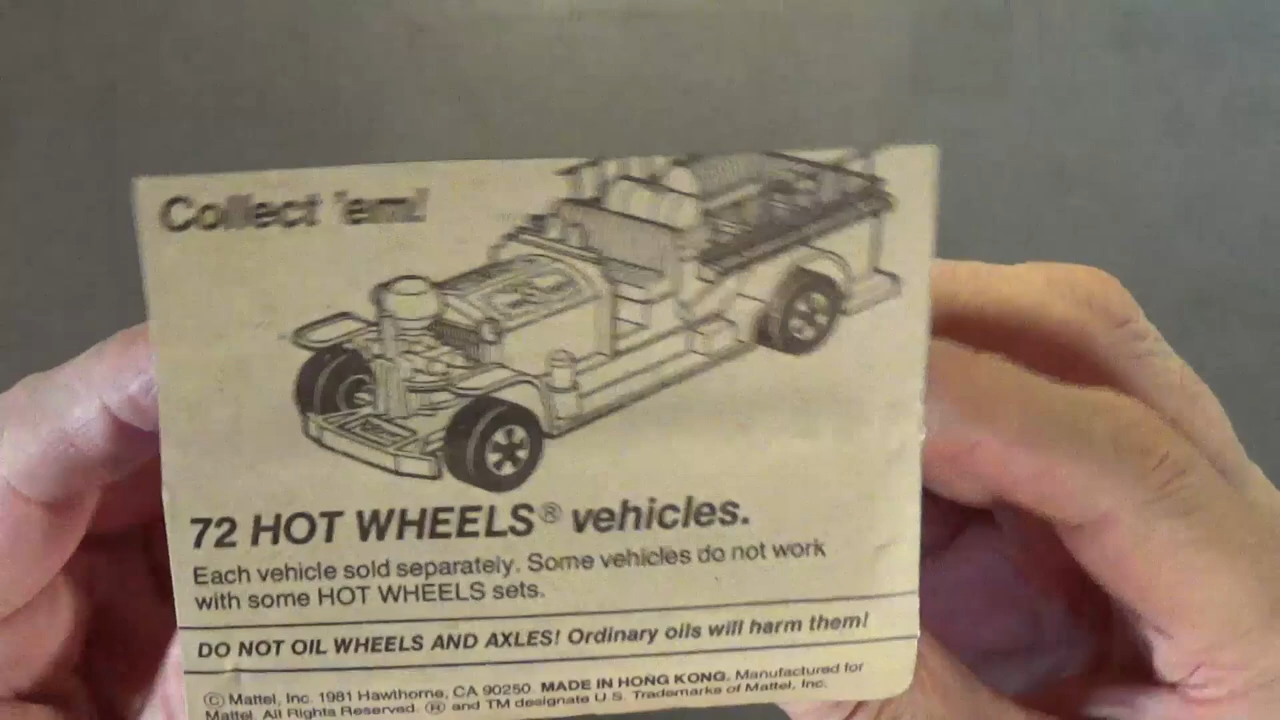 Collect 'em!
72 HOT WHEELS® vehicles.
Each vehicle sold separately. Some vehicles do not work
with some HOT WHEELS sets.
DO NOT OIL WHEELS AND AXLES! Ordinary oils will harm them!
© Mattel, Inc. 1981 Hawthorne, CA 90250. MADE IN HONG KONG. Manufactured for
Mattel. All Rights Reserved. ® and TM designate U.S. Trademarks of Mattel, Inc.